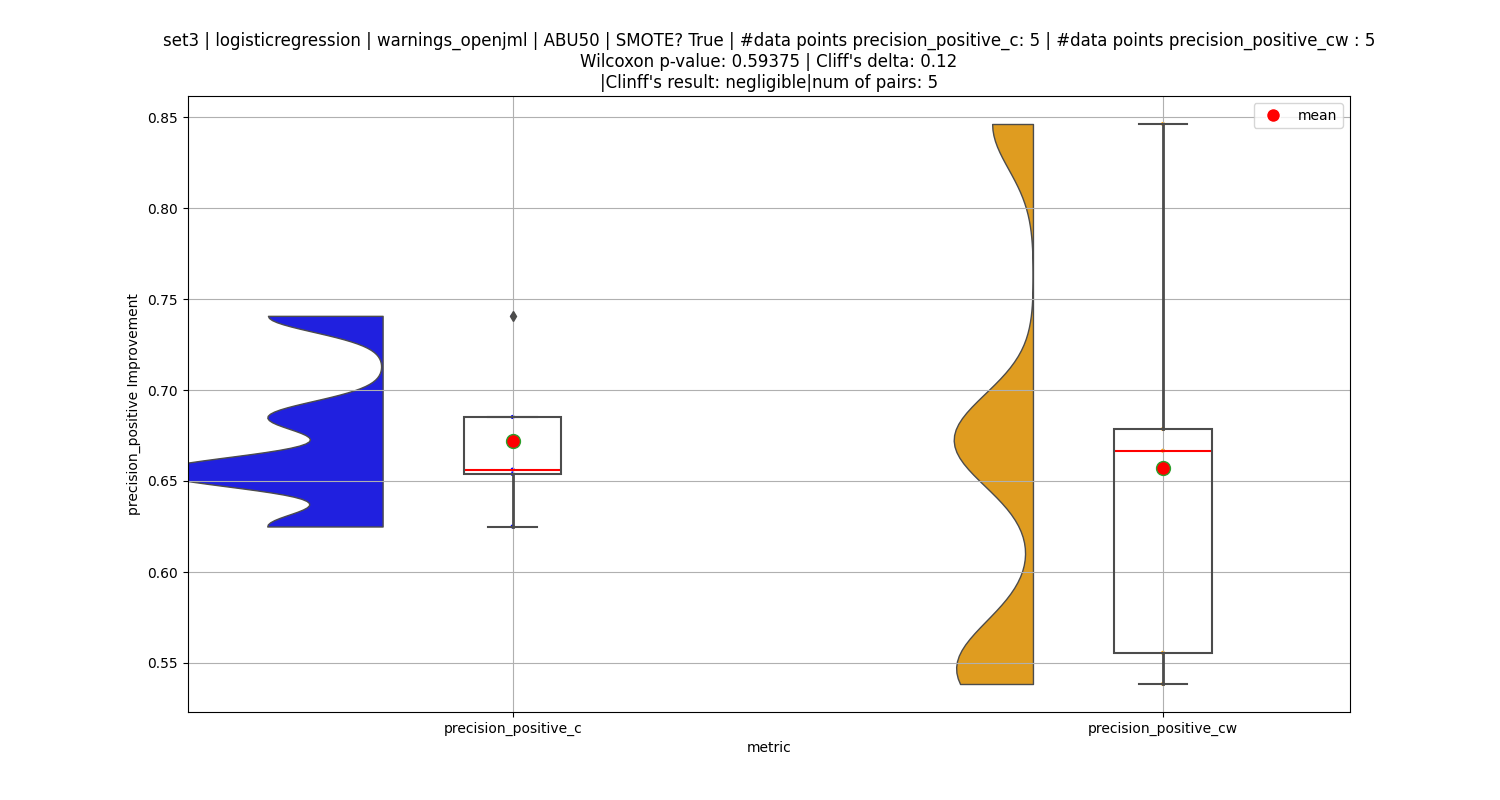 set3 | logisticregression | warnings_openjml | ABU50 | SMOTE? True | #data points precision_positive_c: 5 | #data points precision_positive_cw : 5
Wilcoxon p-value: 0.59375 | Cliff's delta: 0.12
|Clinff's result: negligible|num of pairs: 5
mean
0.85
0.80
0.75
0.70
0.65
0.60
0.55
precision_positive Improvement
precision_positive_c
precision_positive_cw
metric